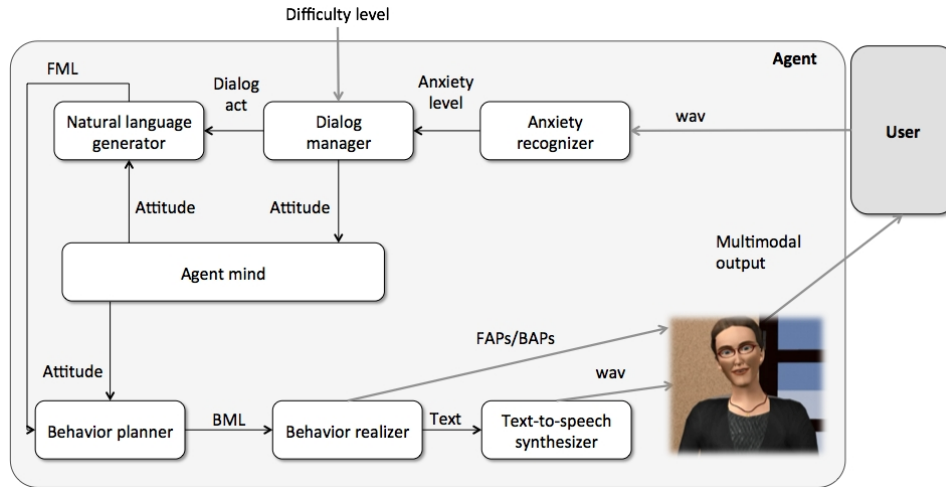 Difficulty level
Agent
FML
Dialog
act
Anxiety
level
wav
User
Natural language
generator
Dialog
manager
Anxiety
recognizer
Attitude
Attitude
Multimodal
output
Agent mind
FAPs/BAPs
Attitude
wav
Behavior planner
BML
Behavior realizer
Text
Text-to-speech
synthesizer